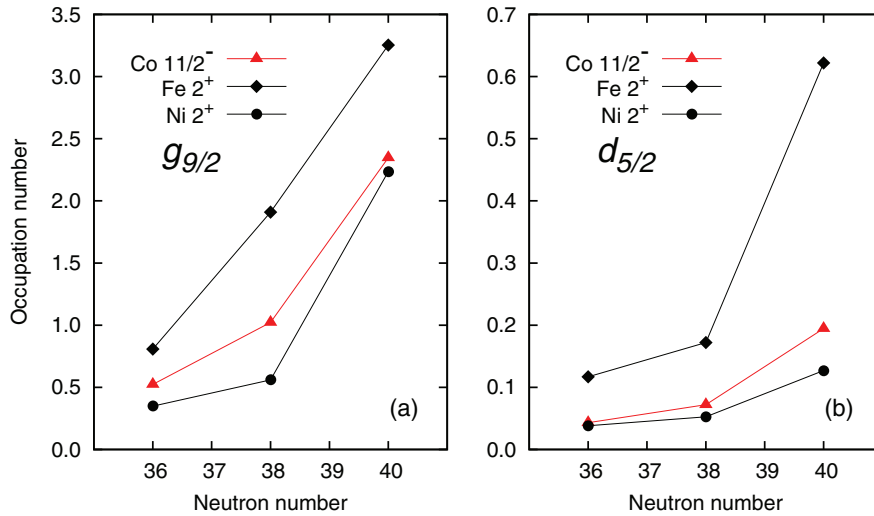 3.5
3.0
2.5
2.0
1.5
1.0
0.5
0.0
Occupation number
Co 11/2⁻
Fe 2⁺
Ni 2⁺
g9/2
(a)
36 37 38 39 40
Neutron number
0.7
0.6
0.5
0.4
0.3
0.2
0.1
0.0
Co 11/2⁻
Fe 2⁺
Ni 2⁺
d5/2
(b)
36 37 38 39 40
Neutron number